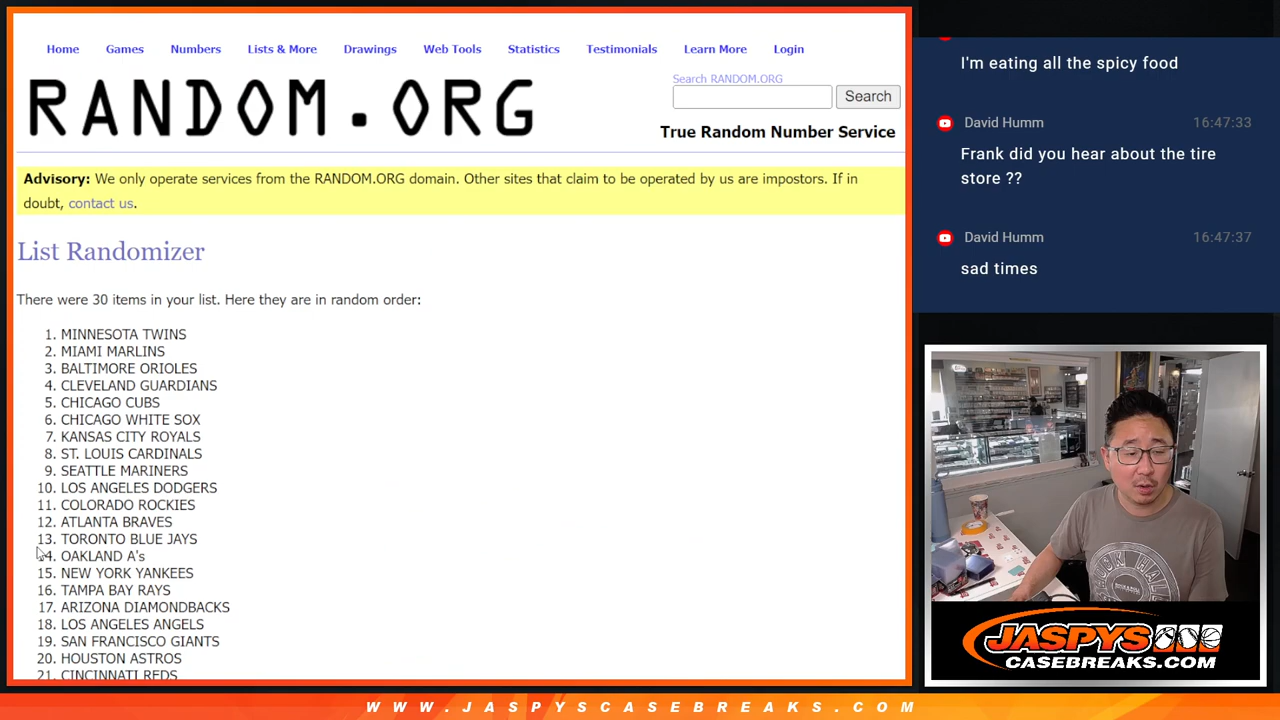 Home Games Numbers Lists & More Drawings Web Tools Statistics Testimonials Learn More Login
RANDOM.ORG
Search RANDOM.ORG
Search
True Random Number Service
Advisory: We only operate services from the RANDOM.ORG domain. Other sites that claim to be operated by us are impostors. If in
doubt, contact us.
List Randomizer
There were 30 items in your list. Here they are in random order:
1. MINNESOTA TWINS
2. MIAMI MARLINS
3. BALTIMORE ORIOLES
4. CLEVELAND GUARDIANS
5. CHICAGO CUBS
6. CHICAGO WHITE SOX
7. KANSAS CITY ROYALS
8. ST. LOUIS CARDINALS
9. SEATTLE MARINERS
10. LOS ANGELES DODGERS
11. COLORADO ROCKIES
12. ATLANTA BRAVES
13. TORONTO BLUE JAYS
14. OAKLAND A's
15. NEW YORK YANKEES
16. TAMPA BAY RAYS
17. ARIZONA DIAMONDBACKS
18. LOS ANGELES ANGELS
19. SAN FRANCISCO GIANTS
20. HOUSTON ASTROS
21. CINCINNATI REDS
I'm eating all the spicy food
David Humm 16:47:33
Frank did you hear about the tire
store ??
David Humm 16:47:37
sad times
JASPYS
CASEBREAKS.COM
WWW.JASPYSCASEBREAKS.COM